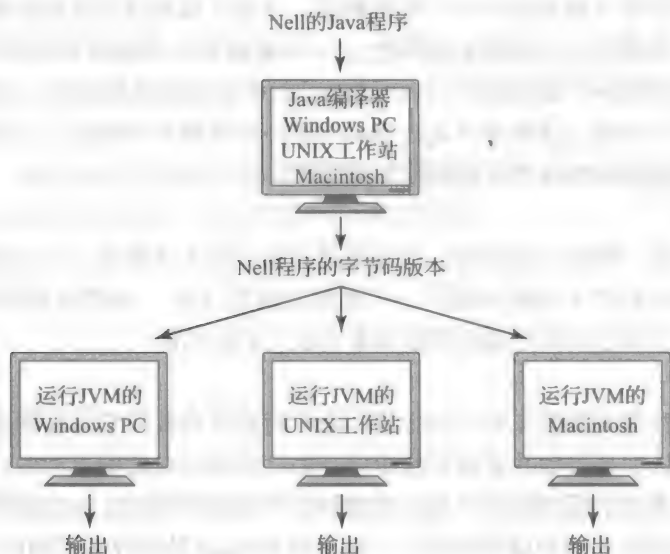 Nell的Java程序
Java编译器
Windows PC
UNIX工作站
Macintosh
Nell程序的字节码版本
运行JVM的
Windows PC
运行JVM的
UNIX工作站
运行JVM的
Macintosh
输出
输出
输出